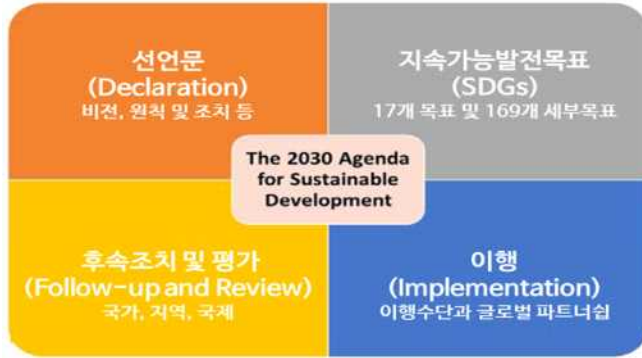 선언문
(Declaration)
비전, 원칙 및 조치 등
지속가능발전목표
(SDGs)
17개 목표 및 169개 세부목표
The 2030 Agenda
for Sustainable
Development
후속조치 및 평가
(Follow-up and Review)
국가, 지역, 국제
이행
(Implementation)
이행수단과 글로벌 파트너쉽